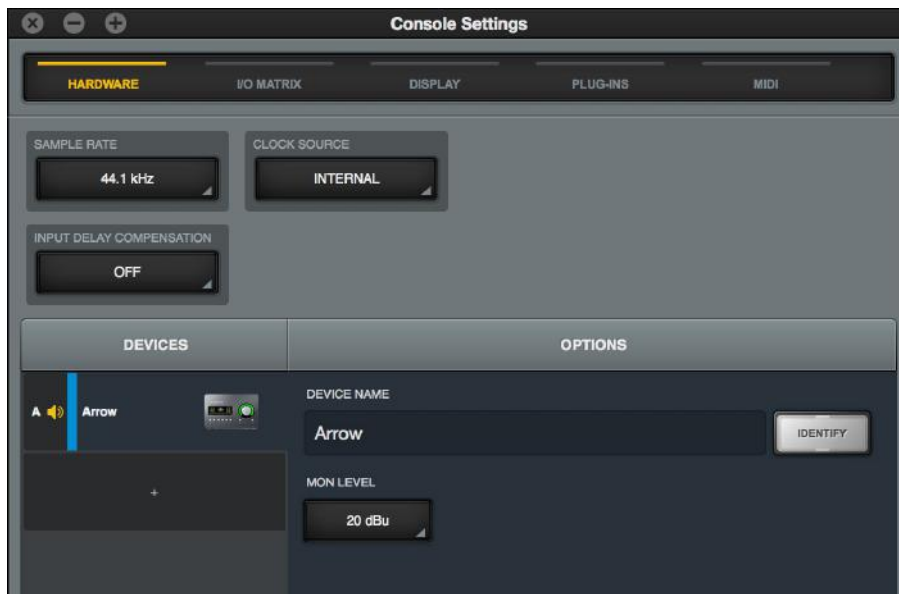 Console Settings
HARDWARE I/O MATRIX DISPLAY PLUG-INS MIDI
SAMPLE RATE CLOCK SOURCE
44.1 kHz INTERNAL
INPUT DELAY COMPENSATION
OFF
DEVICES OPTIONS
DEVICE NAME
A Arrow
Arrow IDENTIFY
+
MON LEVEL
20 dBu